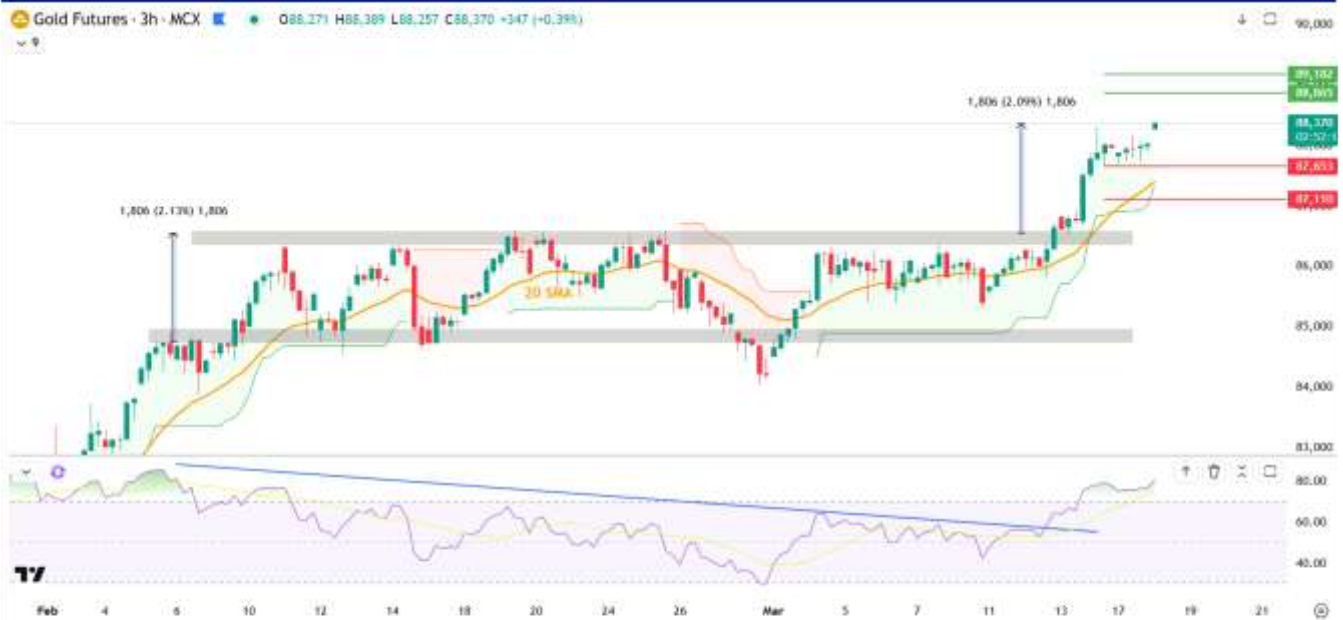 Gold Futures · 3h · MCX O88,271 H88,389 L88,257 C88,370 +347 (+0.39%)
9
90,000
89,182
88,865
1,806 (2.09%) 1,806
88,370
87,653
1,806 (2.13%) 1,806
87,110
86,000
20 SMA
85,000
84,000
83,000
80.00
60.00
40.00
Feb 4 6 10 12 14 18 20 24 26 Mar 5 7 11 13 17 19 21